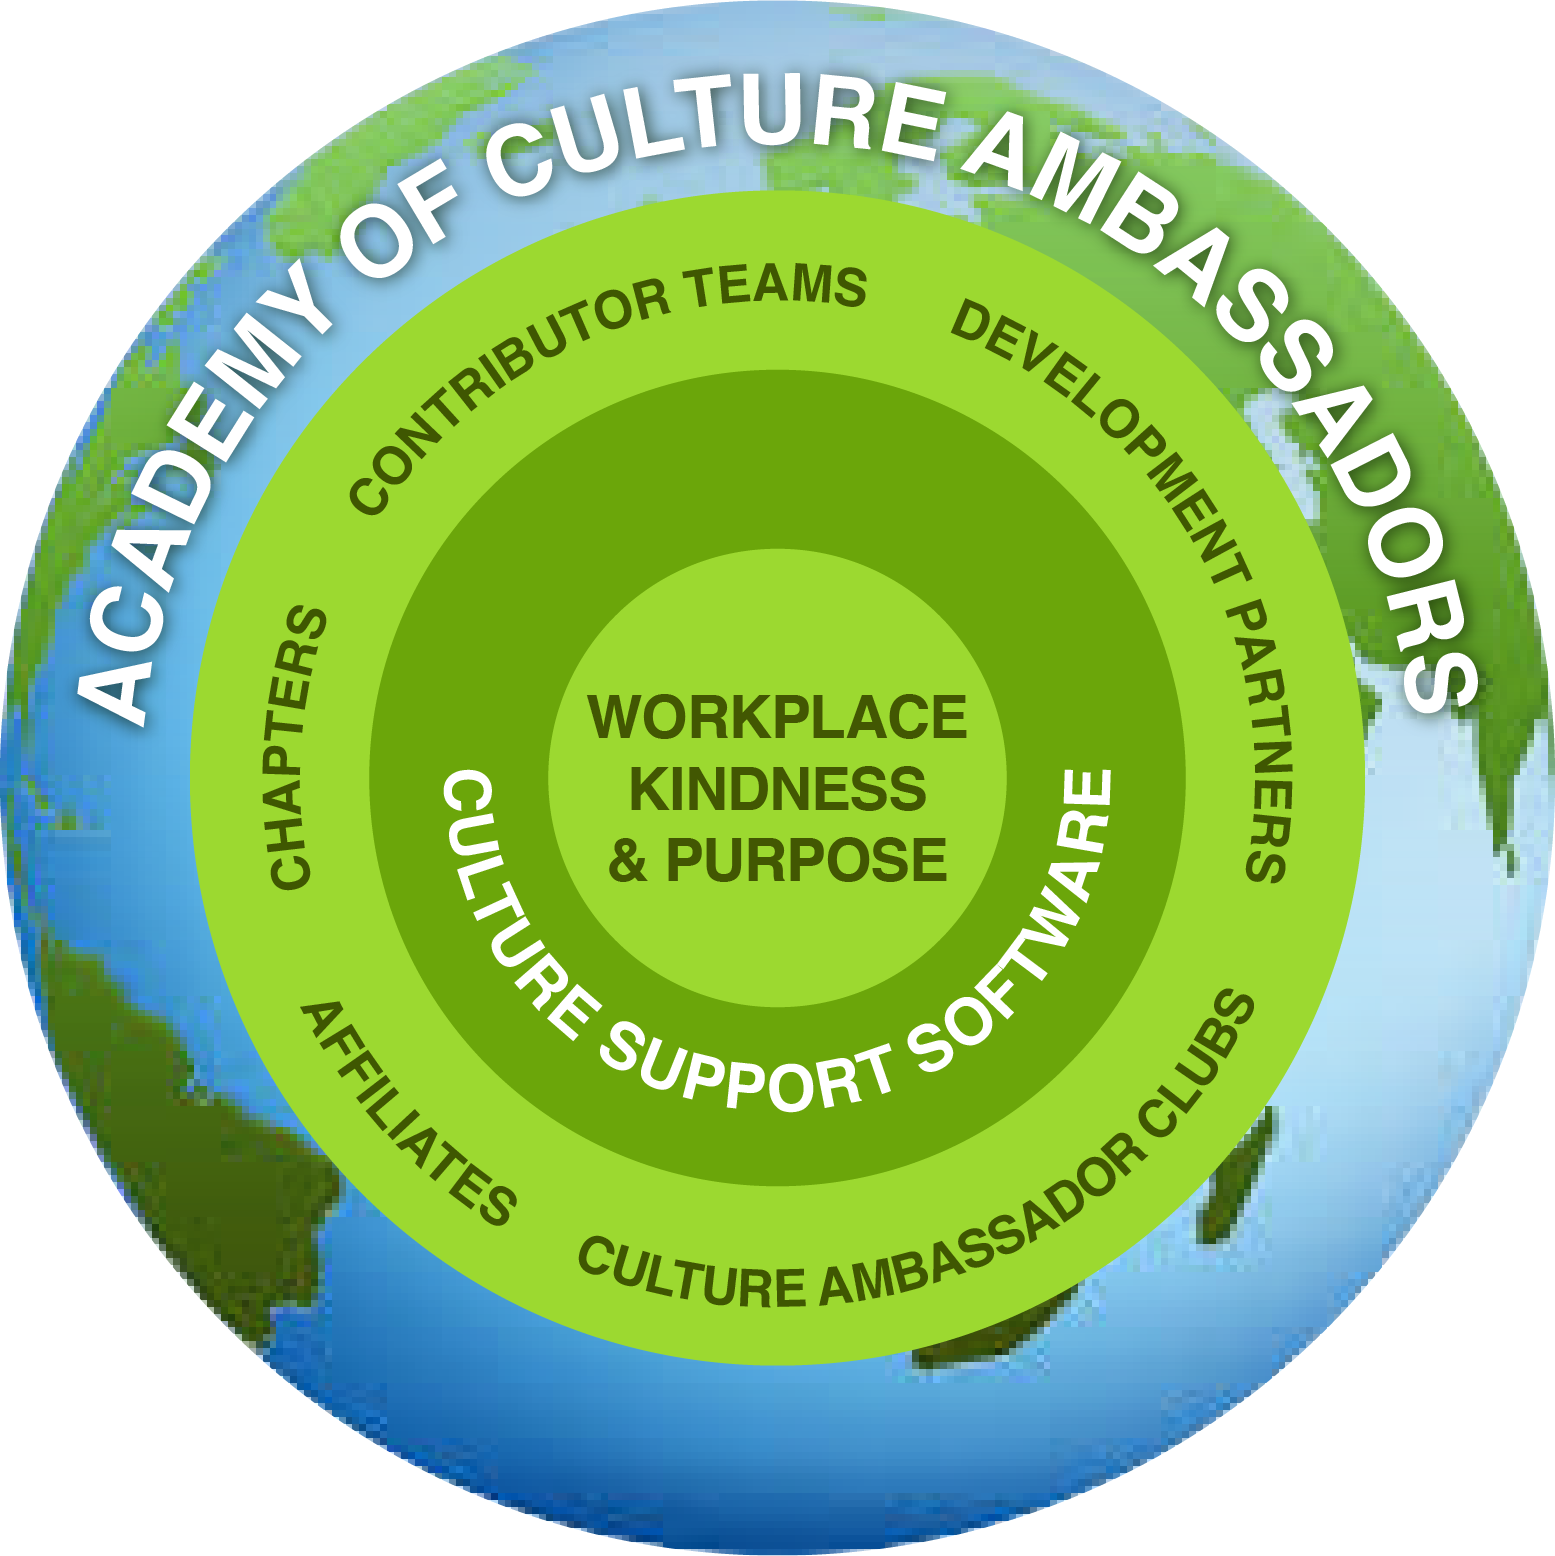 ACADEMY OF CULTURE AMBASSADORS
CONTRIBUTOR TEAMS
DEVELOPMENT PARTNERS
CHAPTERS
AFFILIATES
CULTURE AMBASSADOR CLUBS
CULTURE SUPPORT SOFTWARE
WORKPLACE
KINDNESS
& PURPOSE